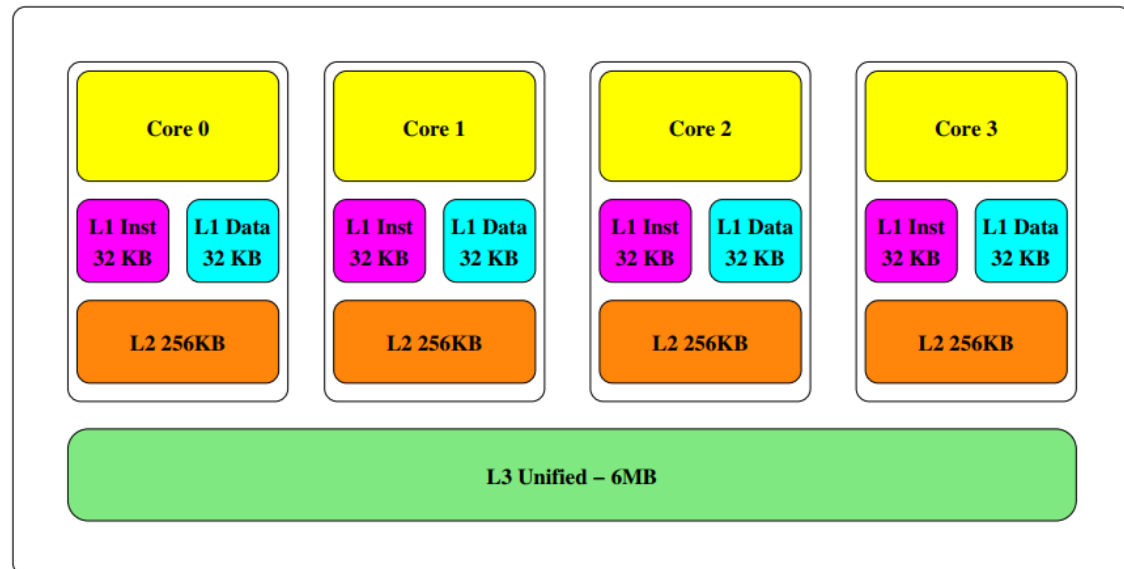 Core 0
Core 1
Core 2
Core 3
L1 Inst
32 KB
L1 Data
32 KB
L1 Inst
32 KB
L1 Data
32 KB
L1 Inst
32 KB
L1 Data
32 KB
L1 Inst
32 KB
L1 Data
32 KB
L2 256KB
L2 256KB
L2 256KB
L2 256KB
L3 Unified – 6MB